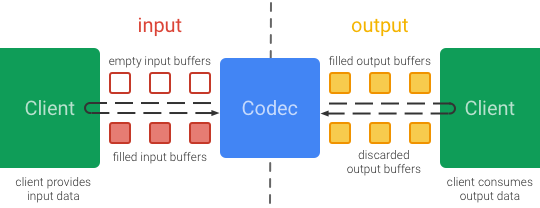 input
output
empty input buffers
filled output buffers
Client
Codec
Client
filled input buffers
discarded
output buffers
client provides
input data
client consumes
output data